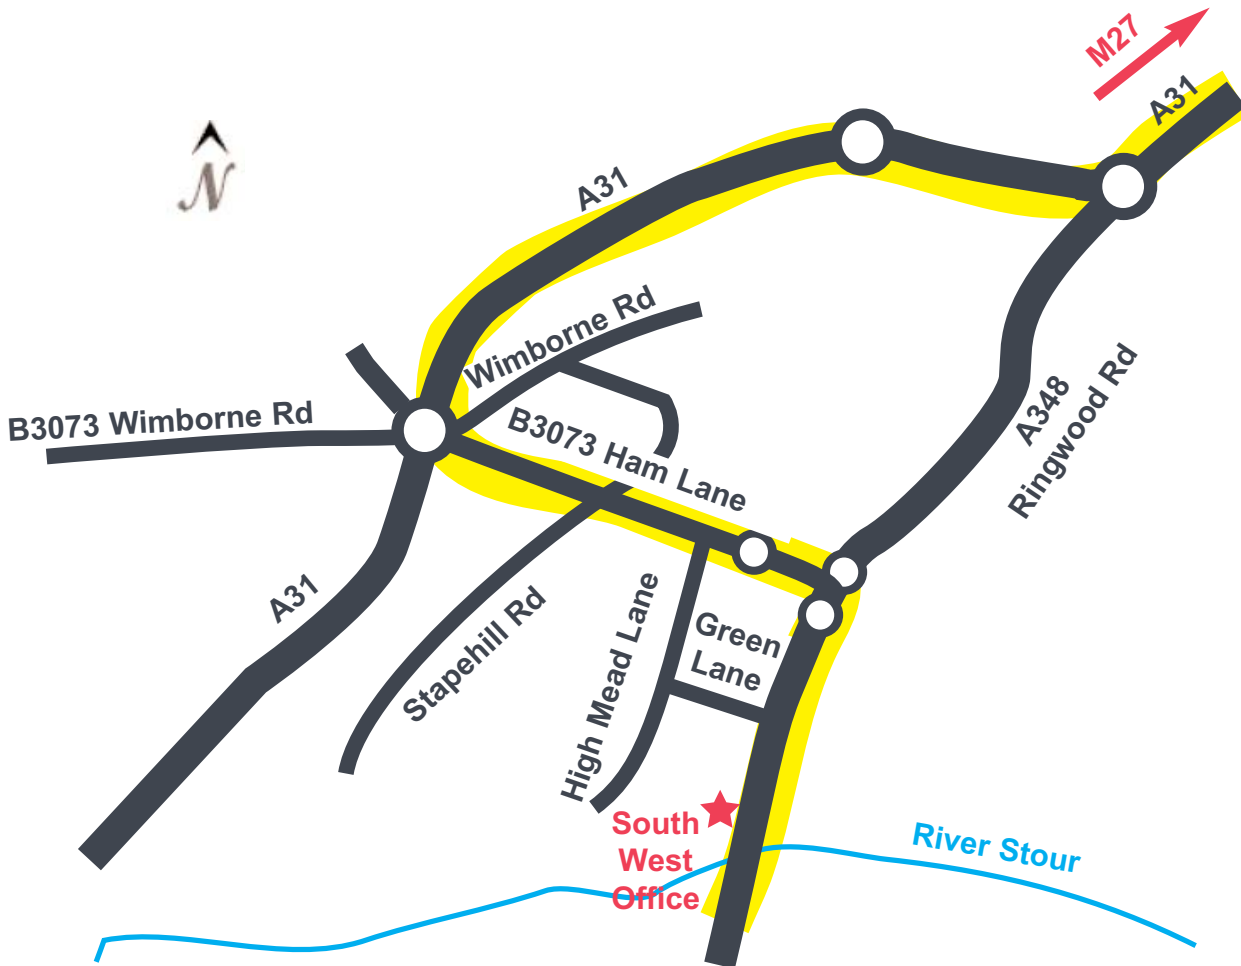 M27
A31
N
A31
Wimborne Rd
B3073 Wimborne Rd
B3073 Ham Lane
A348
Ringwood Rd
A31
Stapehill Rd
High Mead Lane
Green
Lane
South
West
Office
River Stour